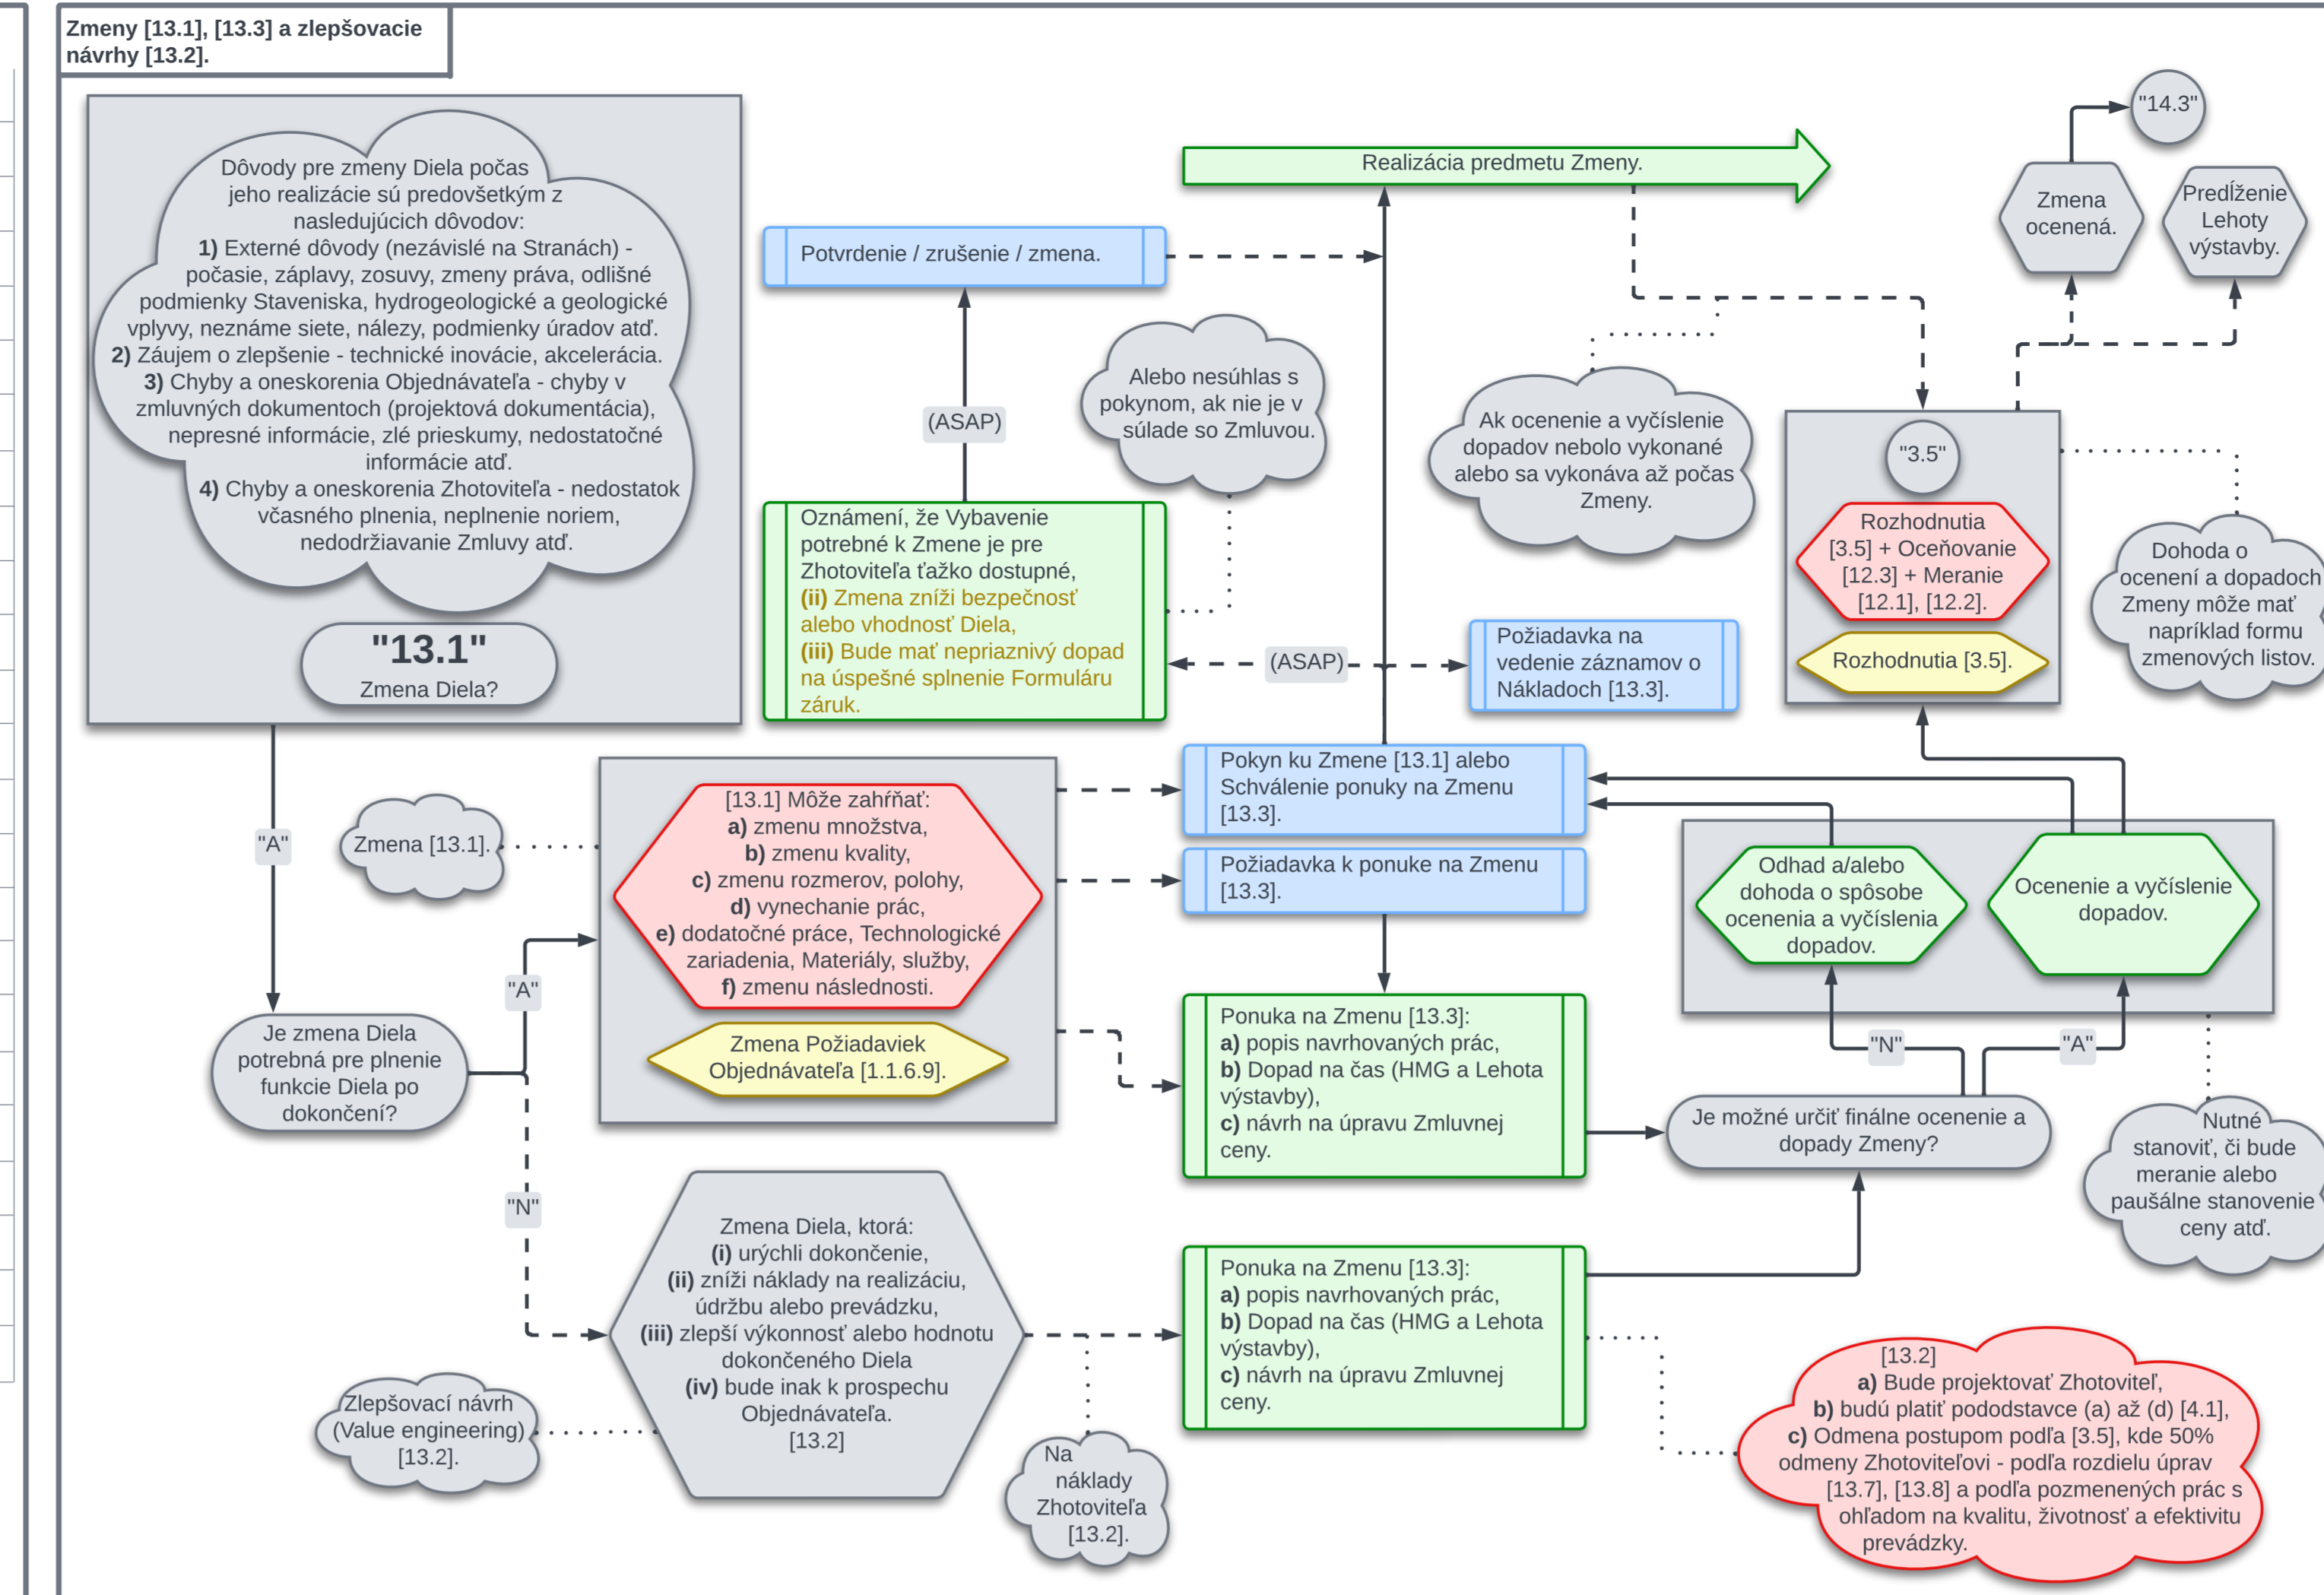 Zmeny [13.1], [13.3] a zlepšovacie
návrhy [13.2].
Dôvody pre zmeny Diela počas
jeho realizácie sú predovšetkým z
nasledujúcich dôvodov:
1) Externé dôvody (nezávislé na Stranách) -
počasie, záplavy, zosuvy, zmeny práva, odlišné
podmienky Staveniska, hydrogeologické a geologické
vplyvy, neznáme siete, nálezy, podmienky úradov atď.
2) Záujem o zlepšenie - technické inovácie, akcelerácia.
3) Chyby a oneskorenia Objednávateľa - chyby v
zmluvných dokumentoch (projektová dokumentácia),
nepresné informácie, zlé prieskumy, nedostatočné
informácie atď.
4) Chyby a oneskorenia Zhotoviteľa - nedostatok
včasného plnenia, neplnenie noriem,
nedodržiavanie Zmluvy atď.
"13.1"
Zmena Diela?
"A"
Je zmena Diela
potrebná pre plnenie
funkcie Diela po
dokončení?
"A"
"N"
Zmena [13.1].
[13.1] Môže zahŕňať:
a) zmenu množstva,
b) zmenu kvality,
c) zmenu rozmerov, polohy,
d) vynechanie prác,
e) dodatočné práce, Technologické
zariadenia, Materiály, služby,
f) zmenu následnosti.
Zmena Požiadaviek
Objednávateľa [1.1.6.9].
Zmena Diela, ktorá:
(i) urýchli dokončenie,
(ii) zníži náklady na realizáciu,
údržbu alebo prevádzku,
(iii) zlepší výkonnosť alebo hodnotu
dokončeného Diela
(iv) bude inak k prospechu
Objednávateľa.
[13.2]
Zlepšovací návrh
(Value engineering)
[13.2].
Na
náklady
Zhotoviteľa
[13.2].
Realizácia predmetu Zmeny.
Potvrdenie / zrušenie / zmena.
(ASAP)
Alebo nesúhlas s
pokynom, ak nie je v
súlade so Zmluvou.
Oznámení, že Vybavenie
potrebné k Zmene je pre
Zhotoviteľa ťažko dostupné,
(ii) Zmena zníži bezpečnosť
alebo vhodnosť Diela,
(iii) Bude mať nepriaznivý dopad
na úspešné splnenie Formuláru
záruk.
(ASAP)
Požiadavka na
vedenie záznamov o
Nákladoch [13.3].
Pokyn ku Zmene [13.1] alebo
Schválenie ponuky na Zmenu
[13.3].
Požiadavka k ponuke na Zmenu
[13.3].
Ponuka na Zmenu [13.3]:
a) popis navrhovaných prác,
b) Dopad na čas (HMG a Lehota
výstavby),
c) návrh na úpravu Zmluvnej
ceny.
Ponuka na Zmenu [13.3]:
a) popis navrhovaných prác,
b) Dopad na čas (HMG a Lehota
výstavby),
c) návrh na úpravu Zmluvnej
ceny.
Ak ocenenie a vyčíslenie
dopadov nebolo vykonané
alebo sa vykonáva až počas
Zmeny.
"14.3"
Zmena
ocenená.
Predĺženie
Lehoty
výstavby.
"3.5"
Rozhodnutia
[3.5] + Oceňovanie
[12.3] + Meranie
[12.1], [12.2].
Rozhodnutia [3.5].
Dohoda o
ocenení a dopadoch
Zmeny môže mať
napríklad formu
zmenových listov.
Odhad a/alebo
dohoda o spôsobe
ocenenia a vyčíslenia
dopadov.
Ocenenie a vyčíslenie
dopadov.
"N"
"A"
Je možné určiť finálne ocenenie a
dopady Zmeny?
Nutné
stanoviť, či bude
meranie alebo
paušálne stanovenie
ceny atď.
[13.2]
a) Bude projektovať Zhotoviteľ,
b) budú platiť pododstavce (a) až (d) [4.1],
c) Odmena postupom podľa [3.5], kde 50%
odmeny Zhotoviteľovi - podľa rozdielu úprav
[13.7], [13.8] a podľa pozmenených prác s
ohľadom na kvalitu, životnosť a efektivitu
prevádzky.